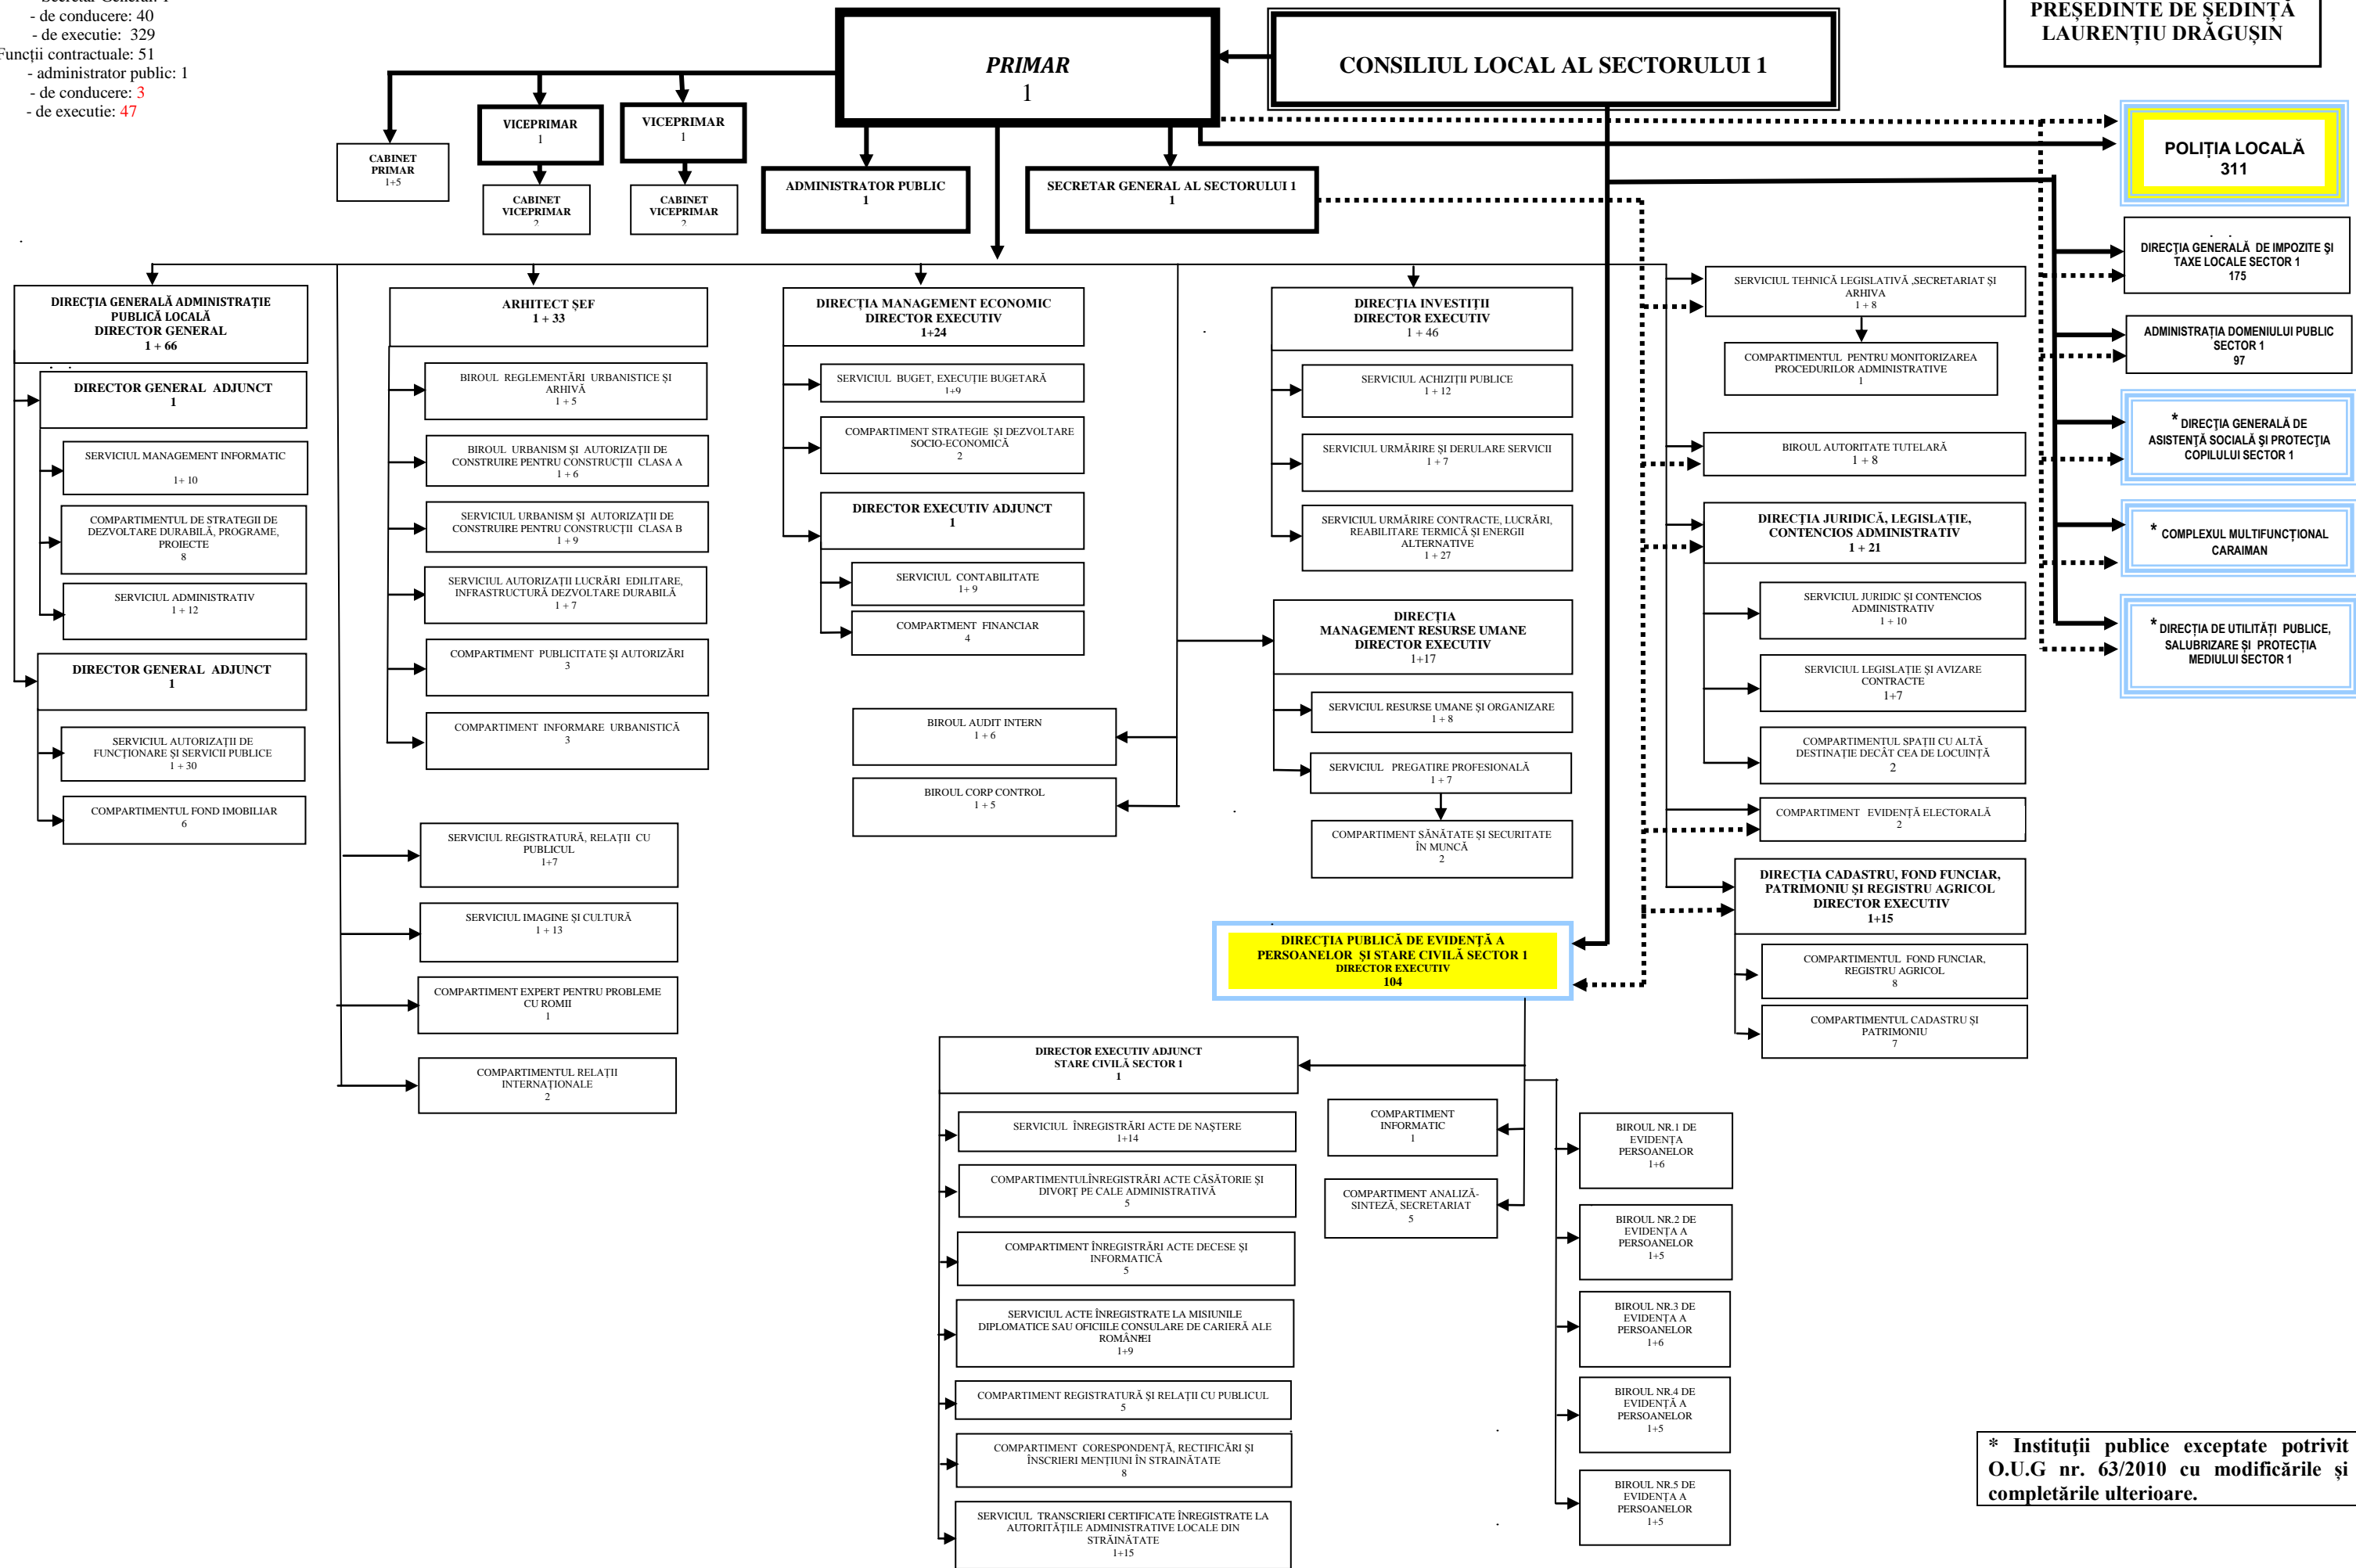 - de conducere: 40
- de executie: 329
Funcții contractuale: 51
- administrator public: 1
- de conducere: 3
- de executie: 47
PRIMAR
1
CONSILIUL LOCAL AL SECTORULUI 1
PREȘEDINTE DE ȘEDINȚĂ
LAURENȚIU DRĂGUȘIN
CABINET
PRIMAR
1+5
VICEPRIMAR
1
VICEPRIMAR
1
CABINET
VICEPRIMAR
2
CABINET
VICEPRIMAR
2
ADMINISTRATOR PUBLIC
1
SECRETAR GENERAL AL SECTORULUI 1
1
POLIȚIA LOCALĂ
311
DIRECŢIA GENERALĂ DE IMPOZITE ŞI
TAXE LOCALE SECTOR 1
175
ADMINISTRAȚIA DOMENIULUI PUBLIC
SECTOR 1
97
* DIRECŢIA GENERALĂ DE
ASISTENŢĂ SOCIALĂ ŞI PROTECŢIA
COPILULUI SECTOR 1
* COMPLEXUL MULTIFUNCȚIONAL
CARAIMAN
* DIRECȚIA DE UTILITĂȚI PUBLICE,
SALUBRIZARE ȘI PROTECȚIA
MEDIULUI SECTOR 1
DIRECȚIA GENERALĂ ADMINISTRAȚIE
PUBLICĂ LOCALĂ
DIRECTOR GENERAL
1 + 66
DIRECTOR GENERAL ADJUNCT
1
SERVICIUL MANAGEMENT INFORMATIC
1+ 10
COMPARTIMENTUL DE STRATEGII DE
DEZVOLTARE DURABILĂ, PROGRAME,
PROIECTE
8
SERVICIUL ADMINISTRATIV
1 + 12
DIRECTOR GENERAL ADJUNCT
1
SERVICIUL AUTORIZAȚII DE
FUNCȚIONARE ȘI SERVICII PUBLICE
1 + 30
COMPARTIMENTUL FOND IMOBILIAR
6
ARHITECT ȘEF
1 + 33
BIROUL REGLEMENTĂRI URBANISTICE ȘI
ARHIVĂ
1 + 5
BIROUL URBANISM ȘI AUTORIZAȚII DE
CONSTRUIRE PENTRU CONSTRUCȚII CLASA A
1 + 6
SERVICIUL URBANISM ȘI AUTORIZAȚII DE
CONSTRUIRE PENTRU CONSTRUCȚII CLASA B
1 + 9
SERVICIUL AUTORIZAȚII LUCRĂRI EDILITARE,
INFRASTRUCTURĂ DEZVOLTARE DURABILĂ
1 + 7
COMPARTIMENT PUBLICITATE ȘI AUTORIZĂRI
3
COMPARTIMENT INFORMARE URBANISTICĂ
3
SERVICIUL REGISTRATURĂ, RELAȚII CU
PUBLICUL
1+7
SERVICIUL IMAGINE ȘI CULTURĂ
1 + 13
COMPARTIMENT EXPERT PENTRU PROBLEME
CU ROMII
1
COMPARTIMENTUL RELAȚII
INTERNAȚIONALE
2
DIRECȚIA MANAGEMENT ECONOMIC
DIRECTOR EXECUTIV
1+24
SERVICIUL BUGET, EXECUȚIE BUGETARĂ
1+9
COMPARTIMENT STRATEGIE ȘI DEZVOLTARE
SOCIO-ECONOMICĂ
2
DIRECTOR EXECUTIV ADJUNCT
1
SERVICIUL CONTABILITATE
1+ 9
COMPARTMENT FINANCIAR
4
BIROUL AUDIT INTERN
1 + 6
BIROUL CORP CONTROL
1 + 5
DIRECȚIA INVESTIȚII
DIRECTOR EXECUTIV
1 + 46
SERVICIUL ACHIZIȚII PUBLICE
1 + 12
SERVICIUL URMĂRIRE ȘI DERULARE SERVICII
1 + 7
SERVICIUL URMĂRIRE CONTRACTE, LUCRĂRI,
REABILITARE TERMICĂ ȘI ENERGII
ALTERNATIVE
1 + 27
DIRECȚIA
MANAGEMENT RESURSE UMANE
DIRECTOR EXECUTIV
1+17
SERVICIUL RESURSE UMANE ȘI ORGANIZARE
1 + 8
SERVICIUL PREGATIRE PROFESIONALĂ
1 + 7
COMPARTIMENT SĂNĂTATE ȘI SECURITATE
ÎN MUNCĂ
2
SERVICIUL TEHNICĂ LEGISLATIVĂ ,SECRETARIAT ȘI
ARHIVA
1 + 8
COMPARTIMENTUL PENTRU MONITORIZAREA
PROCEDURILOR ADMINISTRATIVE
1
BIROUL AUTORITATE TUTELARĂ
1 + 8
DIRECȚIA JURIDICĂ, LEGISLAȚIE,
CONTENCIOS ADMINISTRATIV
1 + 21
SERVICIUL JURIDIC ȘI CONTENCIOS
ADMINISTRATIV
1 + 10
SERVICIUL LEGISLAȚIE ȘI AVIZARE
CONTRACTE
1+7
COMPARTIMENTUL SPAȚII CU ALTĂ
DESTINAȚIE DECÂT CEA DE LOCUINȚĂ
2
COMPARTIMENT EVIDENȚĂ ELECTORALĂ
2
DIRECȚIA CADASTRU, FOND FUNCIAR,
PATRIMONIU ȘI REGISTRU AGRICOL
DIRECTOR EXECUTIV
1+15
COMPARTIMENTUL FOND FUNCIAR,
REGISTRU AGRICOL
8
COMPARTIMENTUL CADASTRU ȘI
PATRIMONIU
7
DIRECȚIA PUBLICĂ DE EVIDENȚĂ A
PERSOANELOR ȘI STARE CIVILĂ SECTOR 1
DIRECTOR EXECUTIV
104
DIRECTOR EXECUTIV ADJUNCT
STARE CIVILĂ SECTOR 1
1
SERVICIUL ÎNREGISTRĂRI ACTE DE NAȘTERE
1+14
COMPARTIMENTULÎNREGISTRĂRI ACTE CĂSĂTORIE ȘI
DIVORȚ PE CALE ADMINISTRATIVĂ
5
COMPARTIMENT ÎNREGISTRĂRI ACTE DECESE ȘI
INFORMATICĂ
5
SERVICIUL ACTE ÎNREGISTRATE LA MISIUNILE
DIPLOMATICE SAU OFICIILE CONSULARE DE CARIERĂ ALE
ROMÂNIEI
1+9
COMPARTIMENT REGISTRATURĂ ȘI RELAȚII CU PUBLICUL
5
COMPARTIMENT CORESPONDENȚĂ, RECTIFICĂRI ȘI
ÎNSCRIERI MENȚIUNI ÎN STRAINĂTATE
8
SERVICIUL TRANSCRIERI CERTIFICATE ÎNREGISTRATE LA
AUTORITĂȚILE ADMINISTRATIVE LOCALE DIN
STRĂINĂTATE
1+15
COMPARTIMENT
INFORMATIC
1
COMPARTIMENT ANALIZĂ-
SINTEZĂ, SECRETARIAT
5
BIROUL NR.1 DE
EVIDENȚA
PERSOANELOR
1+6
BIROUL NR.2 DE
EVIDENȚA A
PERSOANELOR
1+5
BIROUL NR.3 DE
EVIDENȚA A
PERSOANELOR
1+6
BIROUL NR.4 DE
EVIDENȚĂ A
PERSOANELOR
1+5
BIROUL NR.5 DE
EVIDENȚA A
PERSOANELOR
1+5
* Instituţii publice exceptate potrivit
O.U.G nr. 63/2010 cu modificările și
completările ulterioare.